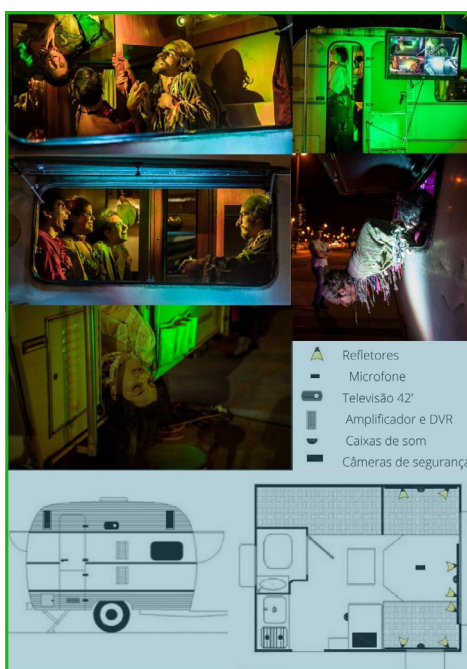 Refletores
Microfone
Televisão 42'
Amplificador e DVR
Caixas de som
Câmeras de segurança